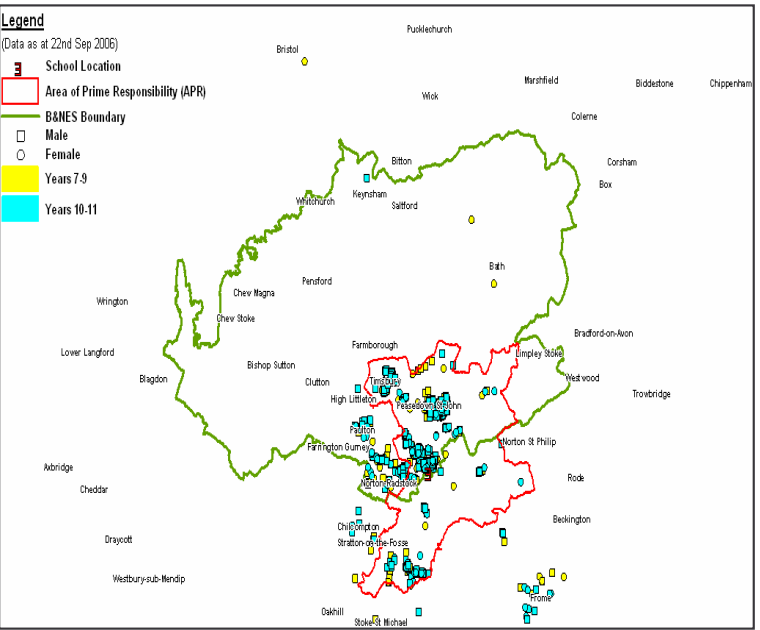 Legend
(Data as at 22nd Sep 2006)
School Location
Area of Prime Responsibility (APR)
B&NES Boundary
Male
Female
Years 7-9
Years 10-11
Pucklechurch
Bristol
Marshfield
Biddestone
Chippenham
Wick
Colerne
Bitton
Corsham
Box
Keynsham
Whitchurch
Saltford
Bath
Pensford
Chew Magna
Wrington
Chew Stoke
Bradford-on-Avon
Farmborough
Lower Langford
Limpley Stoke
Bishop Sutton
Blagdon
Clutton
Timsbury
Westwood
Trowbridge
High Littleton
Peasedown St John
Paulton
Norton St Philip
Farrington Gurney
Axbridge
Rode
Norton-Radstock
Cheddar
Beckington
Chilcompton
Draycott
Stratton-on-the-Fosse
Westbury-sub-Mendip
Frome
Oakhill
Stoke St Michael